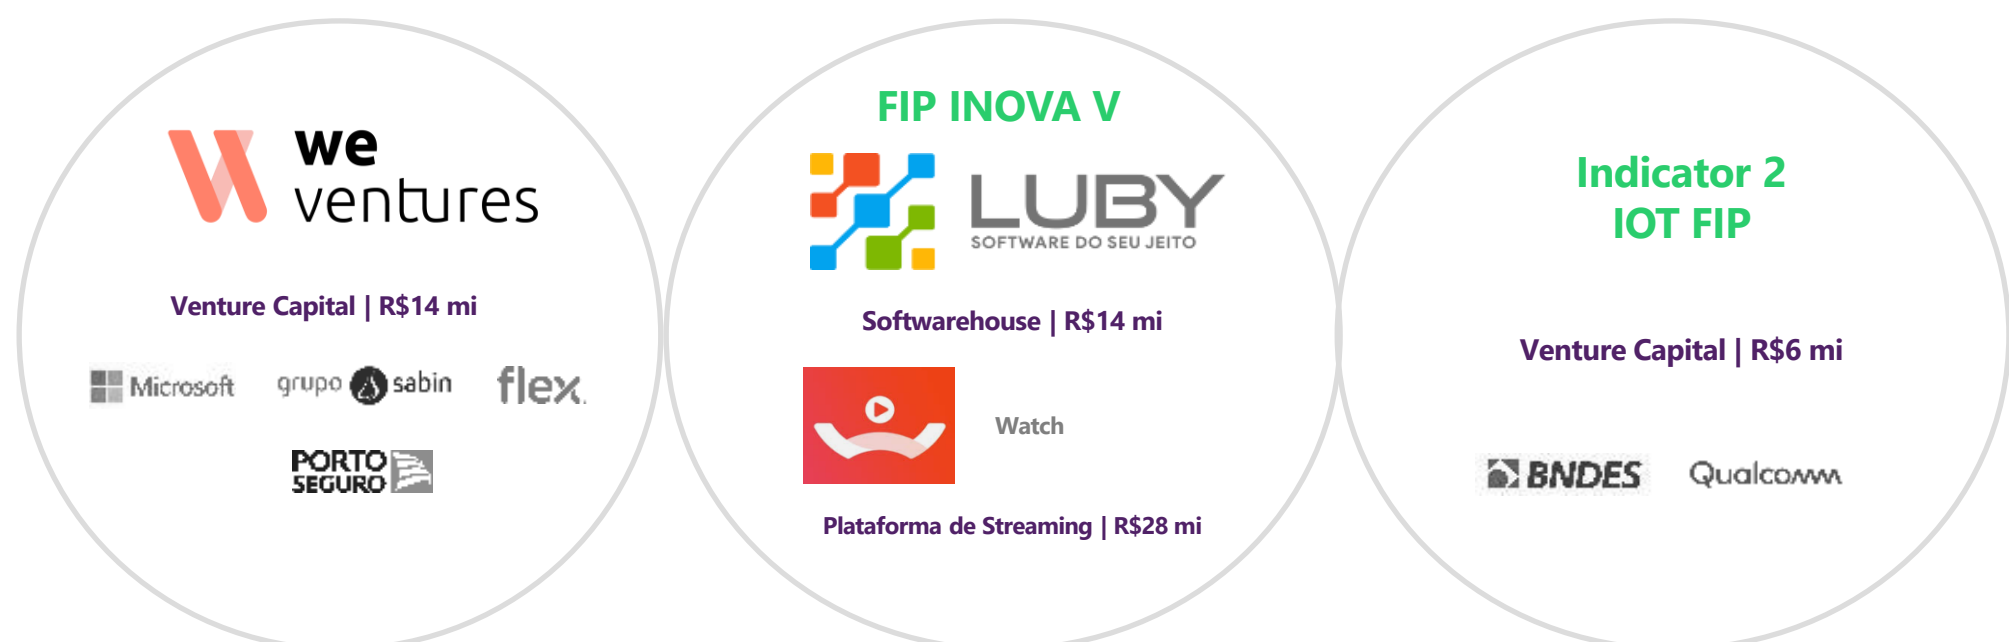 we
ventures
Venture Capital | R$14 mi
Microsoft
grupo sabin
flex.
PORTO
SEGURO
FIP INOVA V
LUBY
SOFTWARE DO SEU JEITO
Softwarehouse | R$14 mi
Watch
Plataforma de Streaming | R$28 mi
Indicator 2
IOT FIP
Venture Capital | R$6 mi
BNDES
Qualcomm